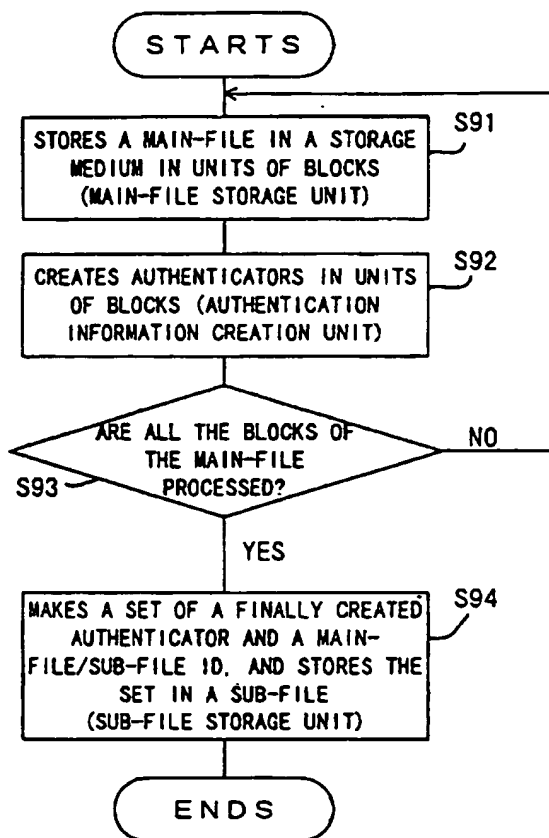 STARTS
S91
STORES A MAIN-FILE IN A STORAGE
MEDIUM IN UNITS OF BLOCKS
(MAIN-FILE STORAGE UNIT)
S92
CREATES AUTHENTICATORS IN UNITS
OF BLOCKS (AUTHENTICATION
INFORMATION CREATION UNIT)
ARE ALL THE BLOCKS OF
THE MAIN-FILE
PROCESSED?
NO
S93
YES
S94
MAKES A SET OF A FINALLY CREATED
AUTHENTICATOR AND A MAIN-
FILE/SUB-FILE ID, AND STORES THE
SET IN A SUB-FILE
(SUB-FILE STORAGE UNIT)
ENDS